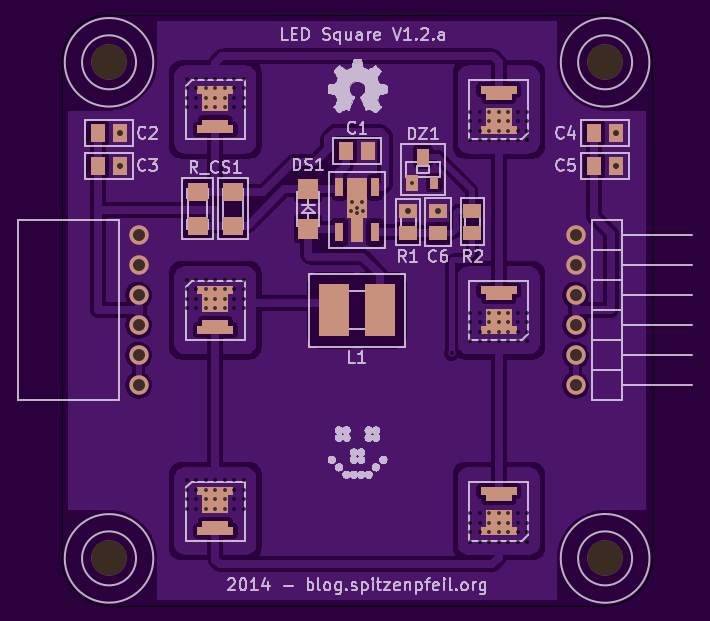 LED Square V1.2.a
C1
DZ1
C2
C4
C3
R_CS1
DS1
C5
R1
C6
R2
L1
2014 - blog.spitzenpfeil.org